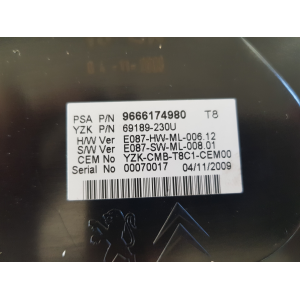 PSA P/N 9666174980 T8
YZK P/N 69189-230U
H/W Ver E087-HW-ML-006.12
S/W Ver E087-SW-ML-008.01
CEM No YZK-CMB-T8C1-CEM00
Serial No 00070017 04/11/2009